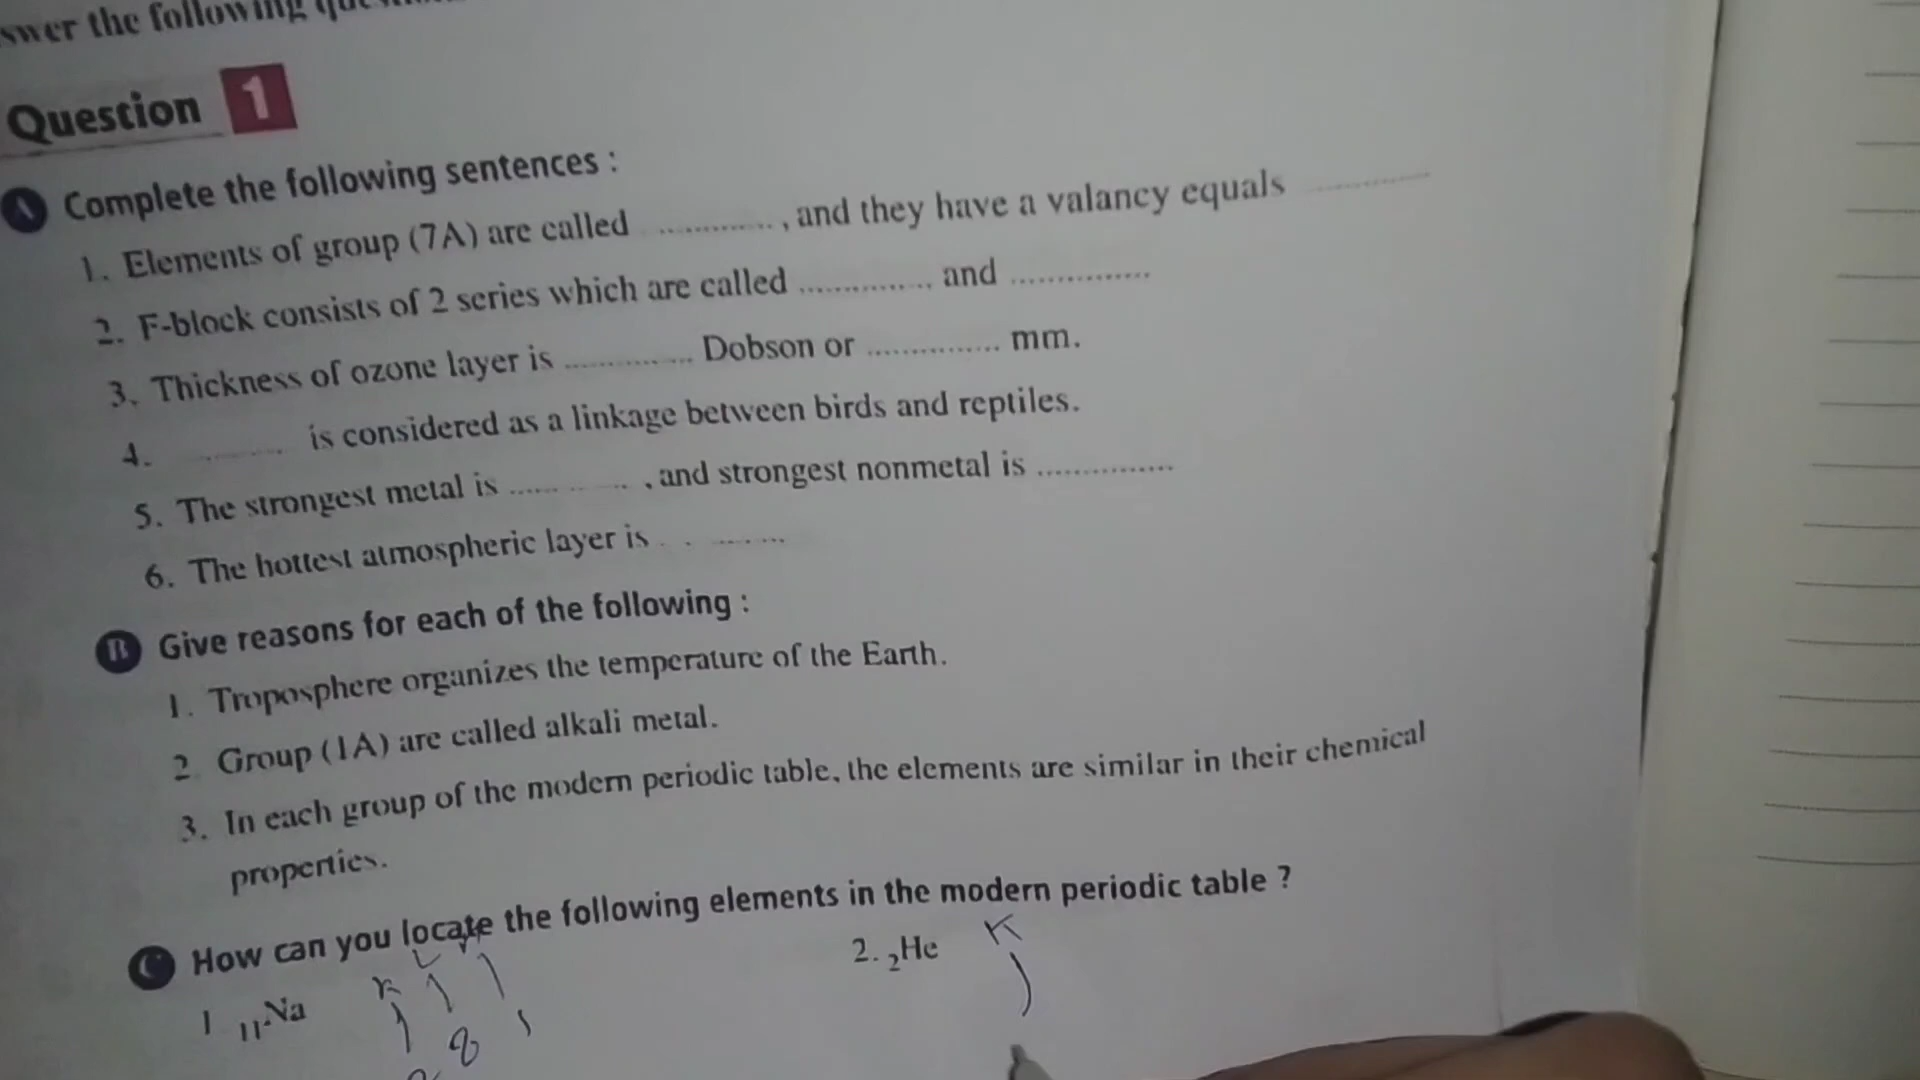 swer the following
Question 1
A Complete the following sentences :
1. Elements of group (7A) are called .............. , and they have a valancy equals ..............
2. F-block consists of 2 series which are called .............. and ..............
3. Thickness of ozone layer is .............. Dobson or .............. mm.
4. .............. is considered as a linkage between birds and reptiles.
5. The strongest metal is .............. , and strongest nonmetal is ..............
6. The hottest atmospheric layer is ..............
B Give reasons for each of the following :
1. Troposphere organizes the temperature of the Earth.
2. Group (1A) are called alkali metal.
3. In each group of the modern periodic table, the elements are similar in their chemical
properties.
C How can you locate the following elements in the modern periodic table ?
1 ₁₁Na K L 8 1
2. ₂He K